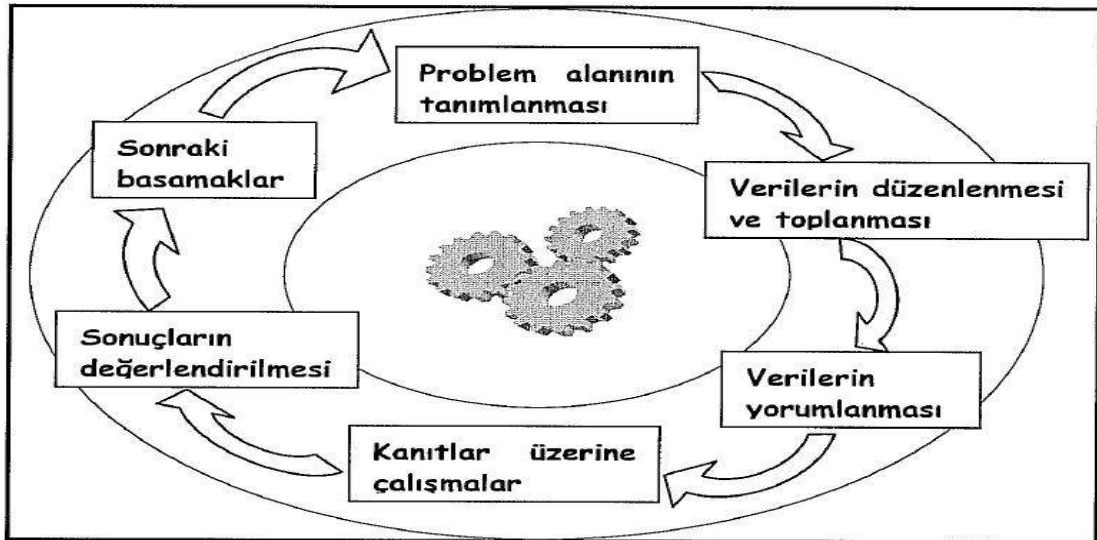 Problem alanının
tanımlanması
Verilerin düzenlenmesi
ve toplanması
Verilerin
yorumlanması
Kanıtlar üzerine
çalışmalar
Sonuçların
değerlendirilmesi
Sonraki
basamaklar